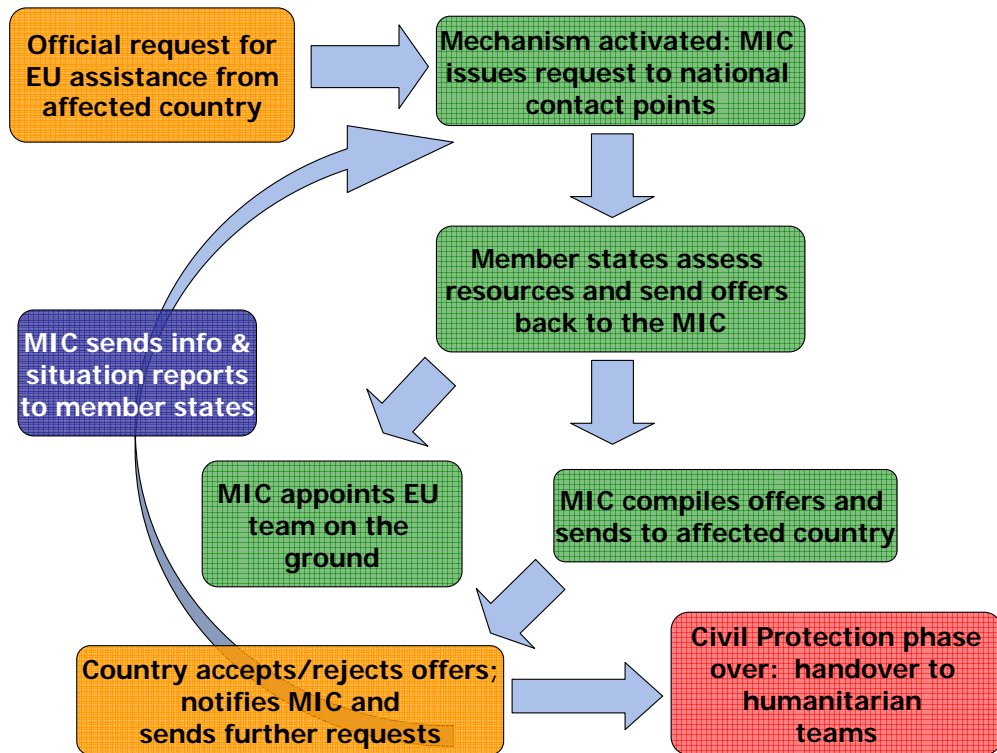 Official request for
EU assistance from
affected country
Mechanism activated: MIC
issues request to national
contact points
Member states assess
resources and send offers
back to the MIC
MIC sends info &
situation reports
to member states
MIC appoints EU
team on the
ground
MIC compiles offers and
sends to affected country
Country accepts/rejects offers;
notifies MIC and
sends further requests
Civil Protection phase
over: handover to
humanitarian
teams